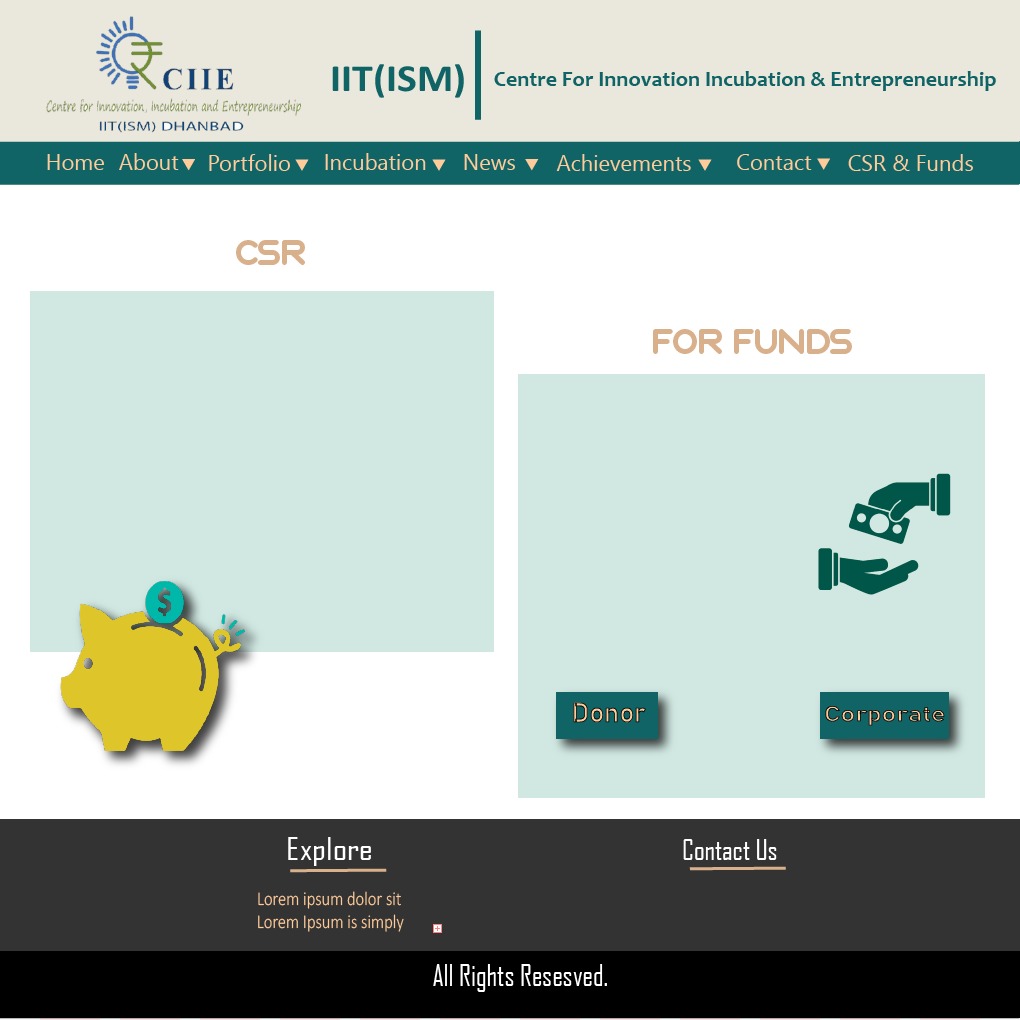 CIIE
Centre for Innovation, Incubation and Entrepreneurship
IIT(ISM) DHANBAD
IIT(ISM)
Centre For Innovation Incubation & Entrepreneurship
Home About▼ Portfolio▼ Incubation▼ News ▼ Achievements ▼ Contact▼ CSR & Funds
CSR
FOR FUNDS
$
Donor
Corporate
Explore
Contact Us
Lorem ipsum dolor sit
Lorem Ipsum is simply
All Rights Resesved.